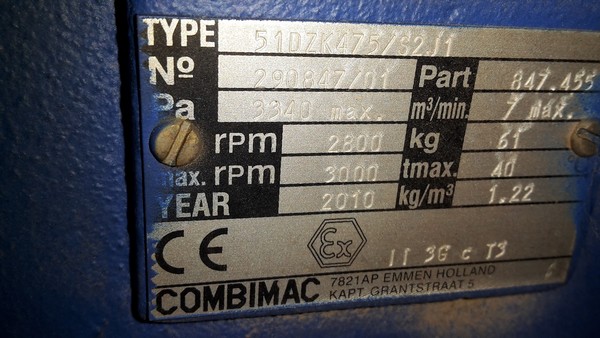 TYPE 51DZK475/S2J1
Nº 290847/01 Part 847.455
Pa 3340 max. m³/min. 7 max.
rpm 2800 kg 61
max. rpm 3000 tmax. 40
YEAR 2010 kg/m³ 1.22
CE Ex II 3G c T3
COMBIMAC 7821AP EMMEN HOLLAND
KAPT. GRANTSTRAAT 5